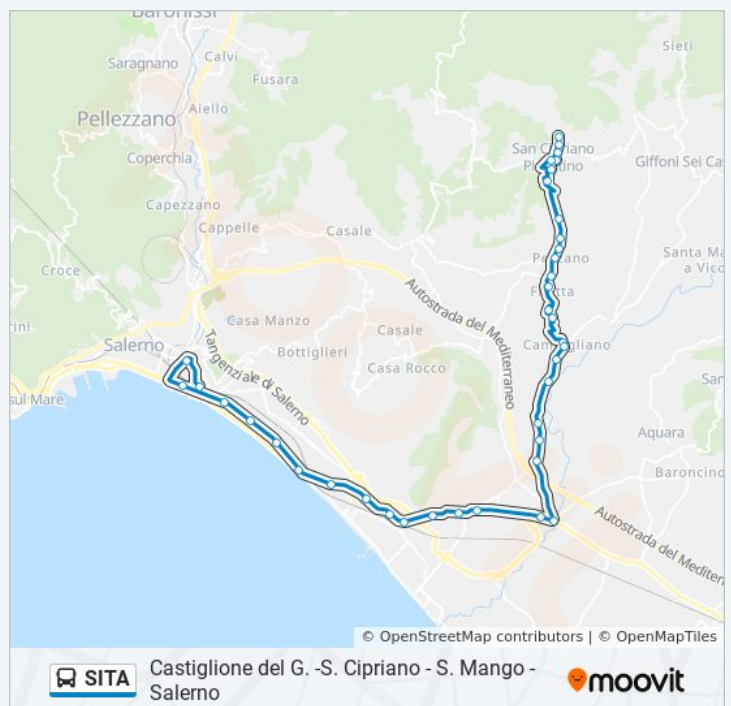 Baronissi
Saragnano
Calvi
Sieti
Fusara
Aiello
Pellezzano
Coperchia
San Cipriano
Picentino
Giffoni Sei Cas
Capezzano
Cappelle
Casale
Santa Ma
a Vico
Croce
Pezzano
Filetta
Autostrada del Mediterraneo
rini
Casa Manzo
Casale
Salerno
Tangenziale di Salerno
Bottiglieri
Campigliano
Casa Rocco
San
sul Mare
Aquara
Baroncino
Autostrada del Mediterr
© OpenStreetMap contributors | © OpenMapTiles
SITA
Castiglione del G. -S. Cipriano - S. Mango -
Salerno
moovit